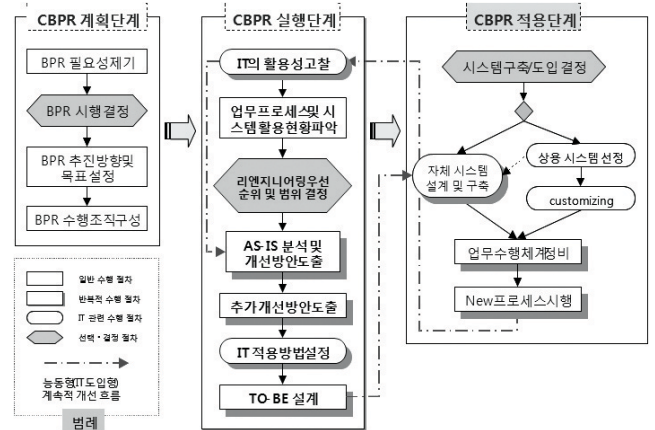 CBPR 계획단계
BPR 필요성제기
BPR 시행결정
BPR 추진방향및
목표설정
BPR 수행조직구성
일반 수행 절차
반복적 수행 절차
IT 관련 수행 절차
선택・결정 절차
능동형(IT도입형)
계속적 개선 흐름
범례
CBPR 실행단계
IT의 활용성고찰
업무프로세스및 시
스템활용현황파악
리엔지니어링우선
순위 및 범위 결정
AS-IS 분석 및
개선방안도출
추가개선방안도출
IT 적용방법설정
TO-BE 설계
CBPR 적용단계
시스템구축/도입 결정
자체 시스템
설계 및 구축
상용 시스템 선정
customizing
업무수행체계정비
New프로세스시행